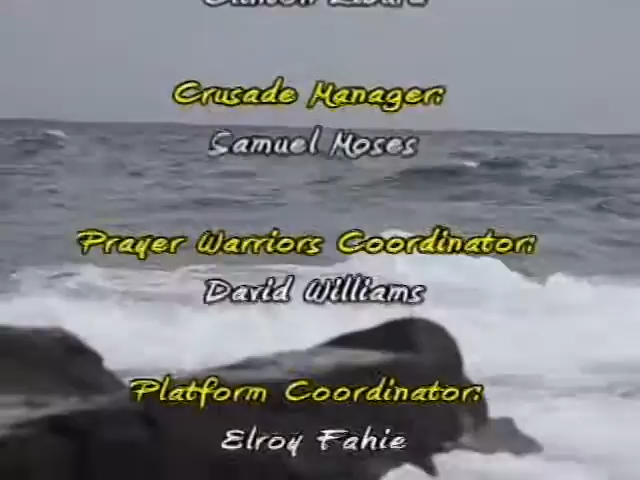 Crusade Manager:
Samuel Moses
Prayer Warriors Coordinator:
David Williams
Platform Coordinator:
Elroy Fahie